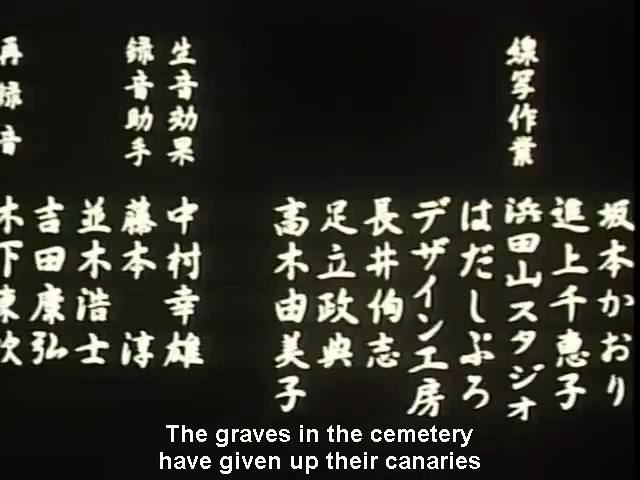 線写作業
坂本かおり
進上千恵子
浜田山スタジオ
はだしぷろ
デザイン工房
長井侚志
足立政典
高木由美子
生音効果
中村幸雄
録音助手
藤本淳
並木浩士
吉田康弘
再録音
The graves in the cemetery
have given up their canaries